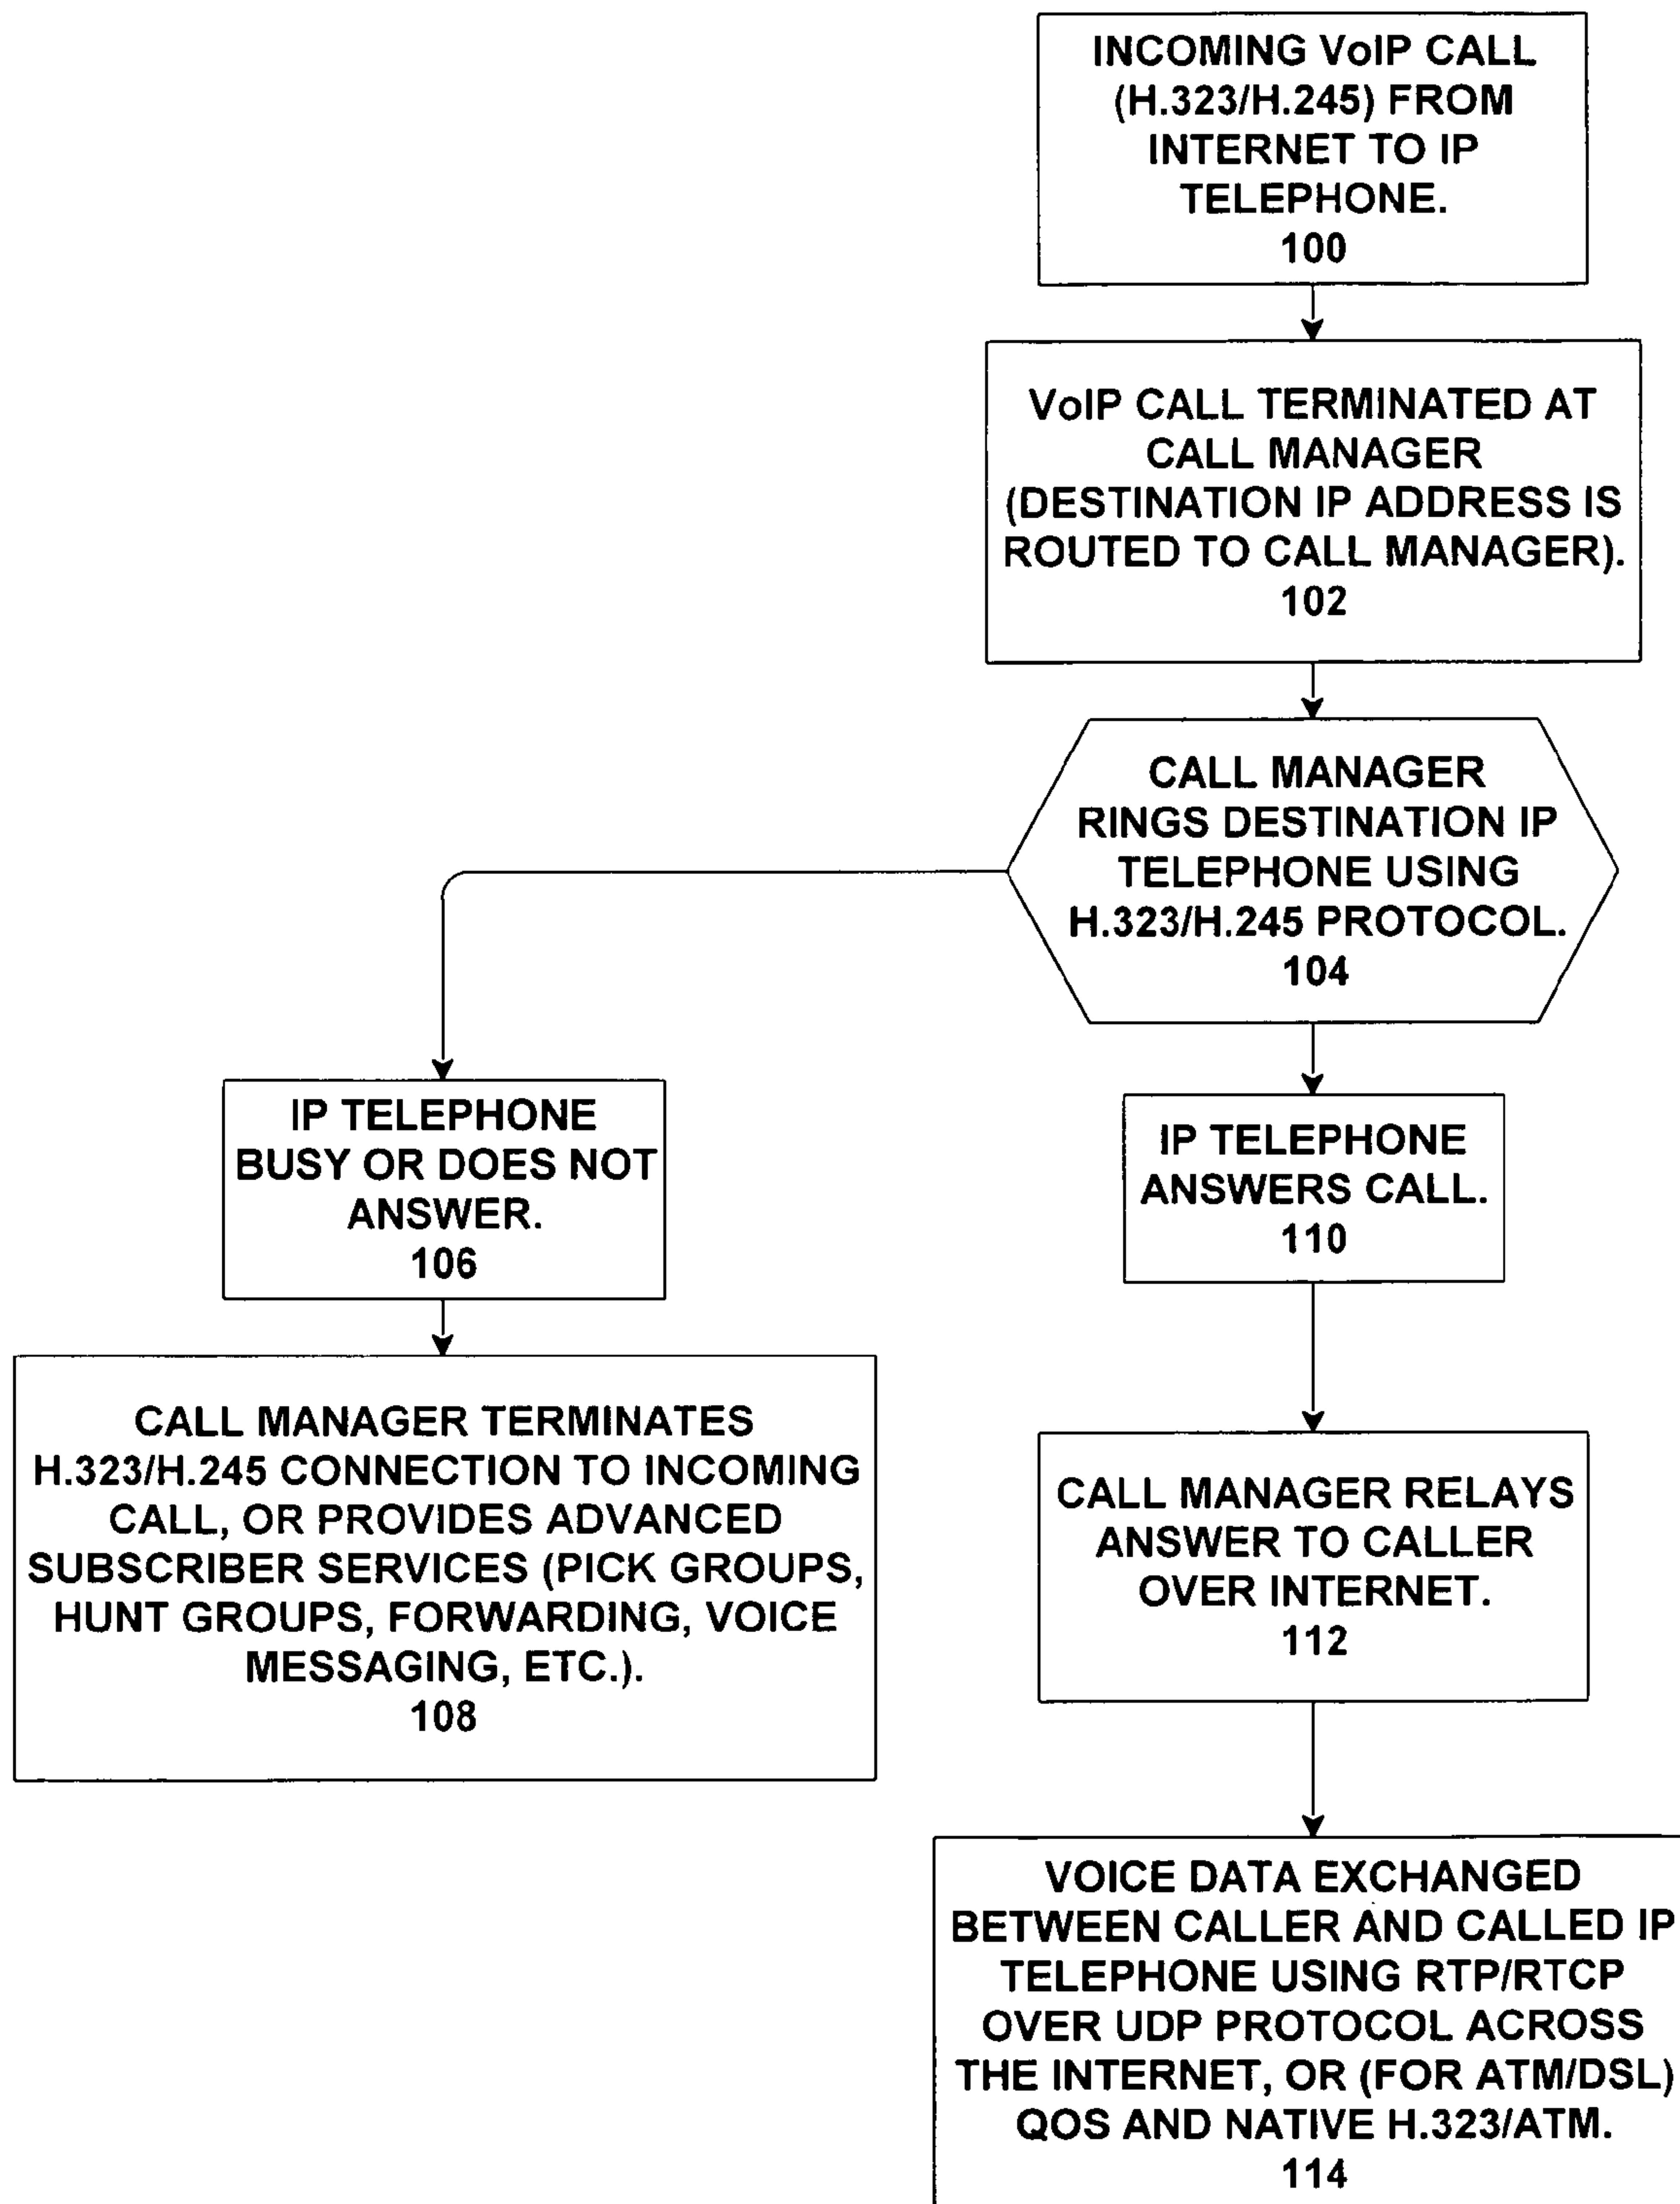 INCOMING VoIP CALL
(H.323/H.245) FROM
INTERNET TO IP
TELEPHONE.
100
VoIP CALL TERMINATED AT
CALL MANAGER
(DESTINATION IP ADDRESS IS
ROUTED TO CALL MANAGER).
102
CALL MANAGER
RINGS DESTINATION IP
TELEPHONE USING
H.323/H.245 PROTOCOL.
104
IP TELEPHONE
BUSY OR DOES NOT
ANSWER.
106
CALL MANAGER TERMINATES
H.323/H.245 CONNECTION TO INCOMING
CALL, OR PROVIDES ADVANCED
SUBSCRIBER SERVICES (PICK GROUPS,
HUNT GROUPS, FORWARDING, VOICE
MESSAGING, ETC.).
108
IP TELEPHONE
ANSWERS CALL.
110
CALL MANAGER RELAYS
ANSWER TO CALLER
OVER INTERNET.
112
VOICE DATA EXCHANGED
BETWEEN CALLER AND CALLED IP
TELEPHONE USING RTP/RTCP
OVER UDP PROTOCOL ACROSS
THE INTERNET, OR (FOR ATM/DSL)
QOS AND NATIVE H.323/ATM.
114